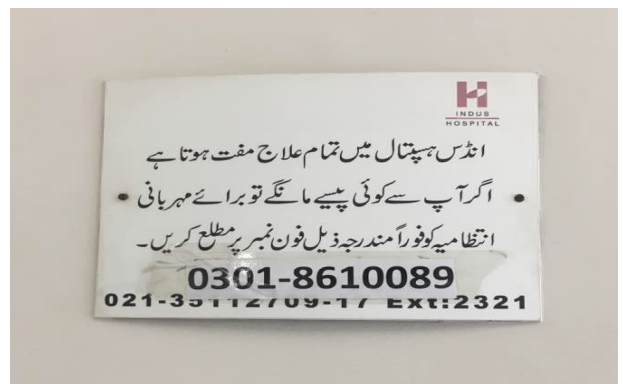 INDUS
HOSPITAL
انڈس ہسپتال میں تمام علاج مفت ہوتا ہے
اگر آپ سے کوئی پیسے مانگے تو برائے مہربانی
انتظامیہ کو فوراً مندرجہ ذیل فون نمبر پر مطلع کریں۔
0301-8610089
021-35112709-17 Ext:2321